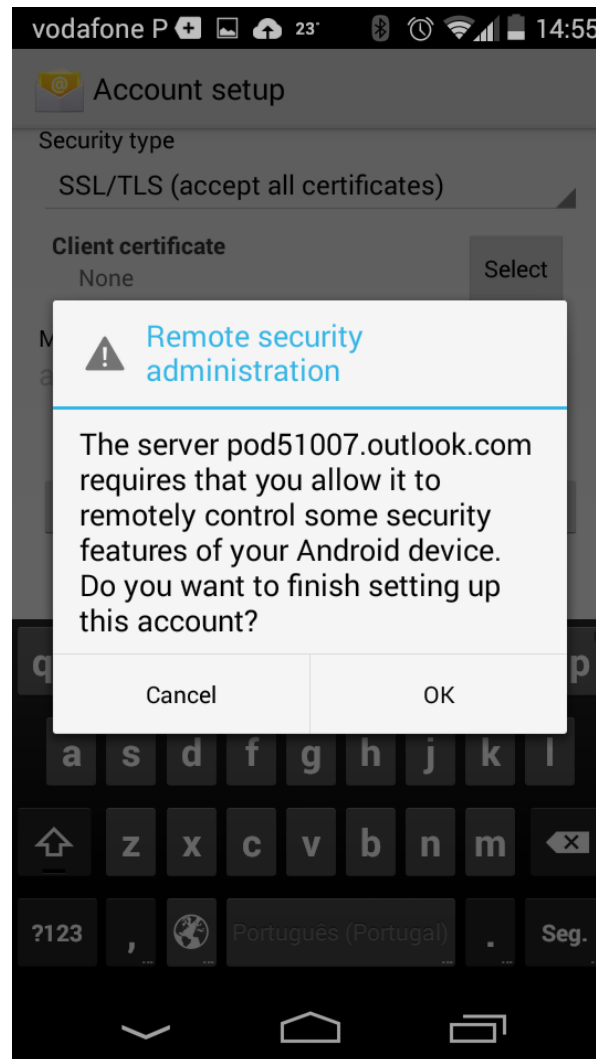 vodafone P 23° 14:55
Account setup
Security type
SSL/TLS (accept all certificates)
Client certificate
None
Select
M
a
Remote security
administration
The server pod51007.outlook.com
requires that you allow it to
remotely control some security
features of your Android device.
Do you want to finish setting up
this account?
Cancel OK
q p
a s d f g h j k l
z x c v b n m
?123 , Português (Portugal) . Seg.